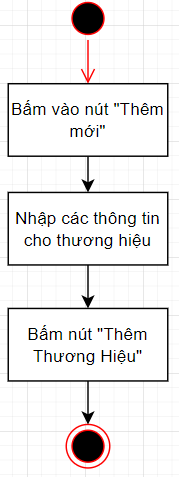 Bấm vào nút "Thêm
mới"
Nhập các thông tin
cho thương hiệu
Bấm nút "Thêm
Thương Hiệu"